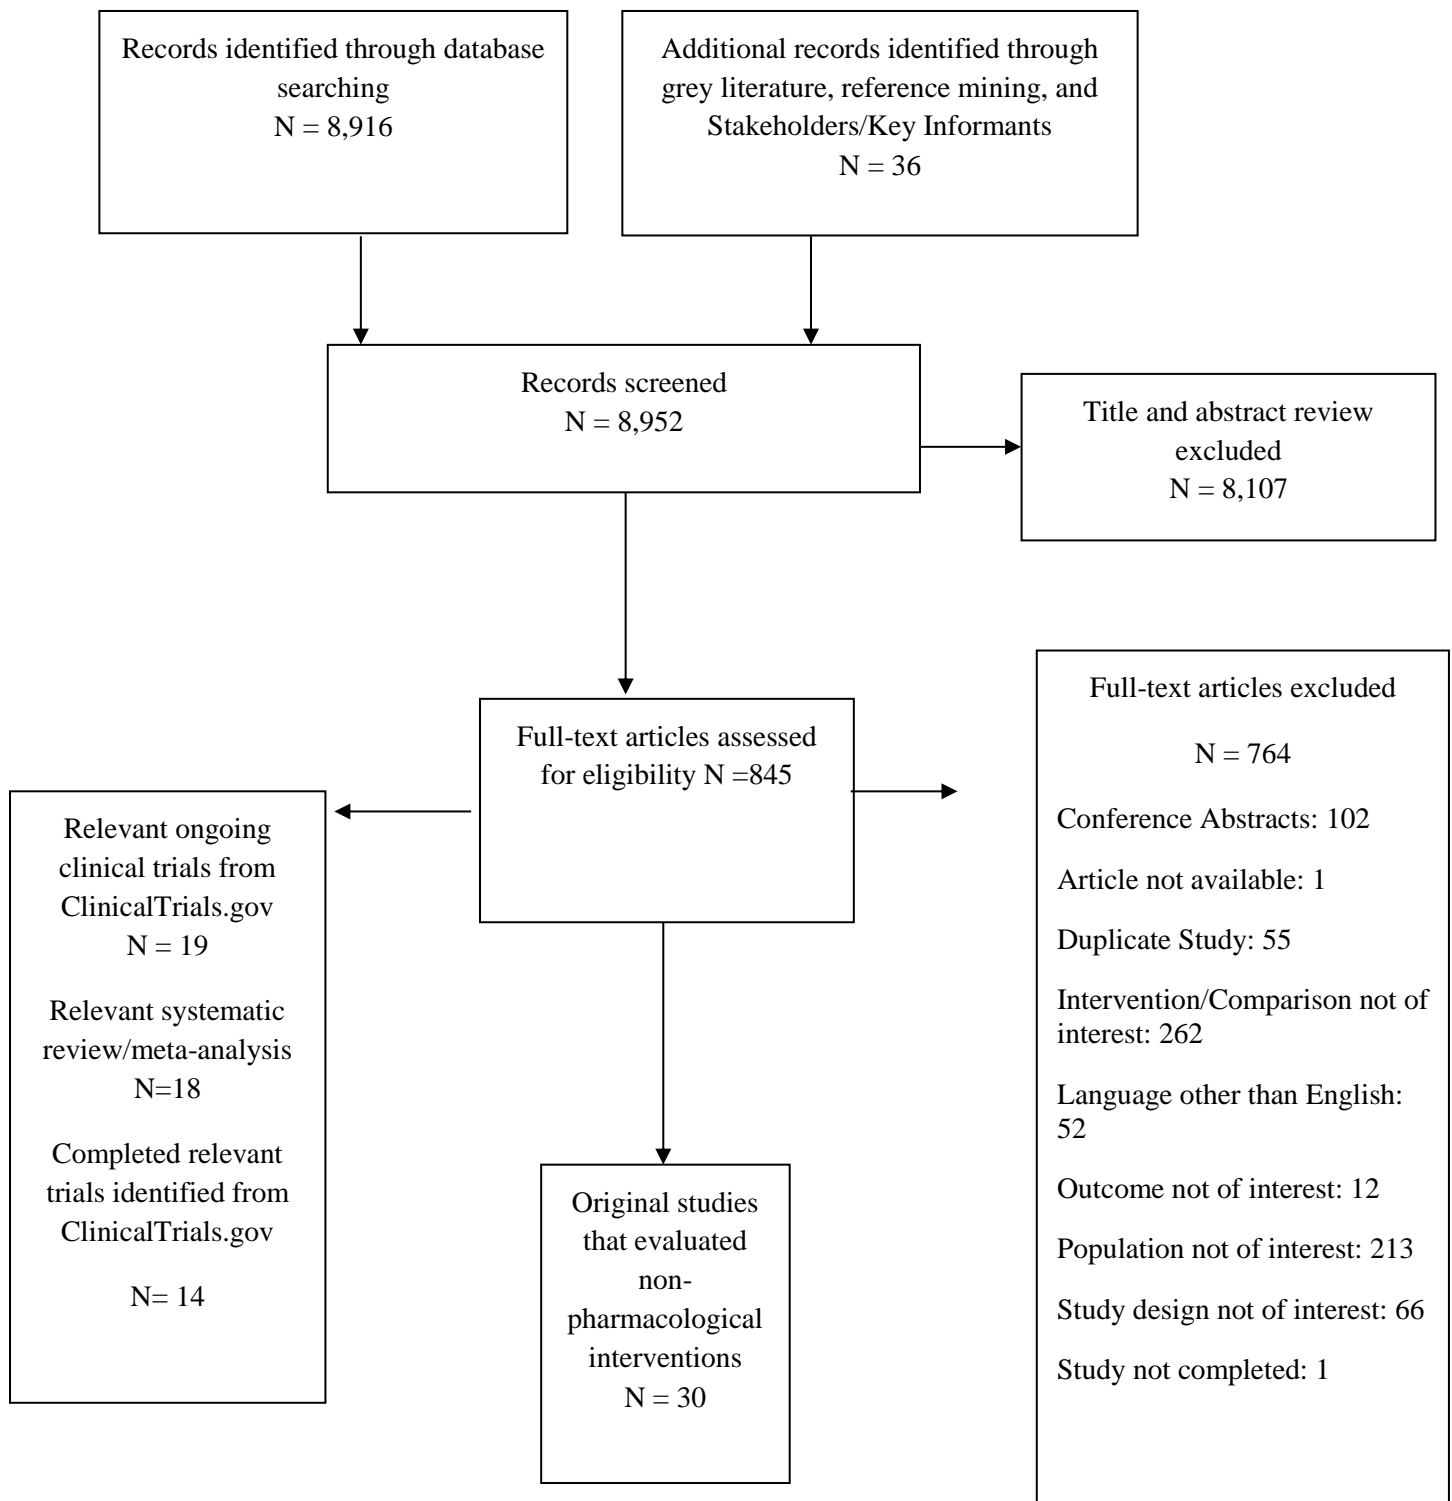 Records identified through database
searching
N = 8,916
Additional records identified through
grey literature, reference mining, and
Stakeholders/Key Informants
N = 36
Records screened
N = 8,952
Title and abstract review
excluded
N = 8,107
Full-text articles assessed
for eligibility N =845
Full-text articles excluded
N = 764
Conference Abstracts: 102
Article not available: 1
Duplicate Study: 55
Intervention/Comparison not of
interest: 262
Language other than English:
52
Outcome not of interest: 12
Population not of interest: 213
Study design not of interest: 66
Study not completed: 1
Relevant ongoing
clinical trials from
ClinicalTrials.gov
N = 19
Relevant systematic
review/meta-analysis
N=18
Completed relevant
trials identified from
ClinicalTrials.gov
N= 14
Original studies
that evaluated
non-
pharmacological
interventions
N = 30